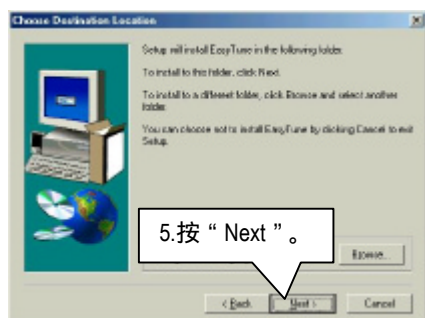 Choose Destination Location
Setup will install EasyTune in the following folder.
To install to this folder, click Next.
To install to a different folder, click Browse and select another
folder.
You can choose not to install EasyTune by clicking Cancel to exit
Setup.
5.按“Next”。
Browse...
< Back
Next >
Cancel